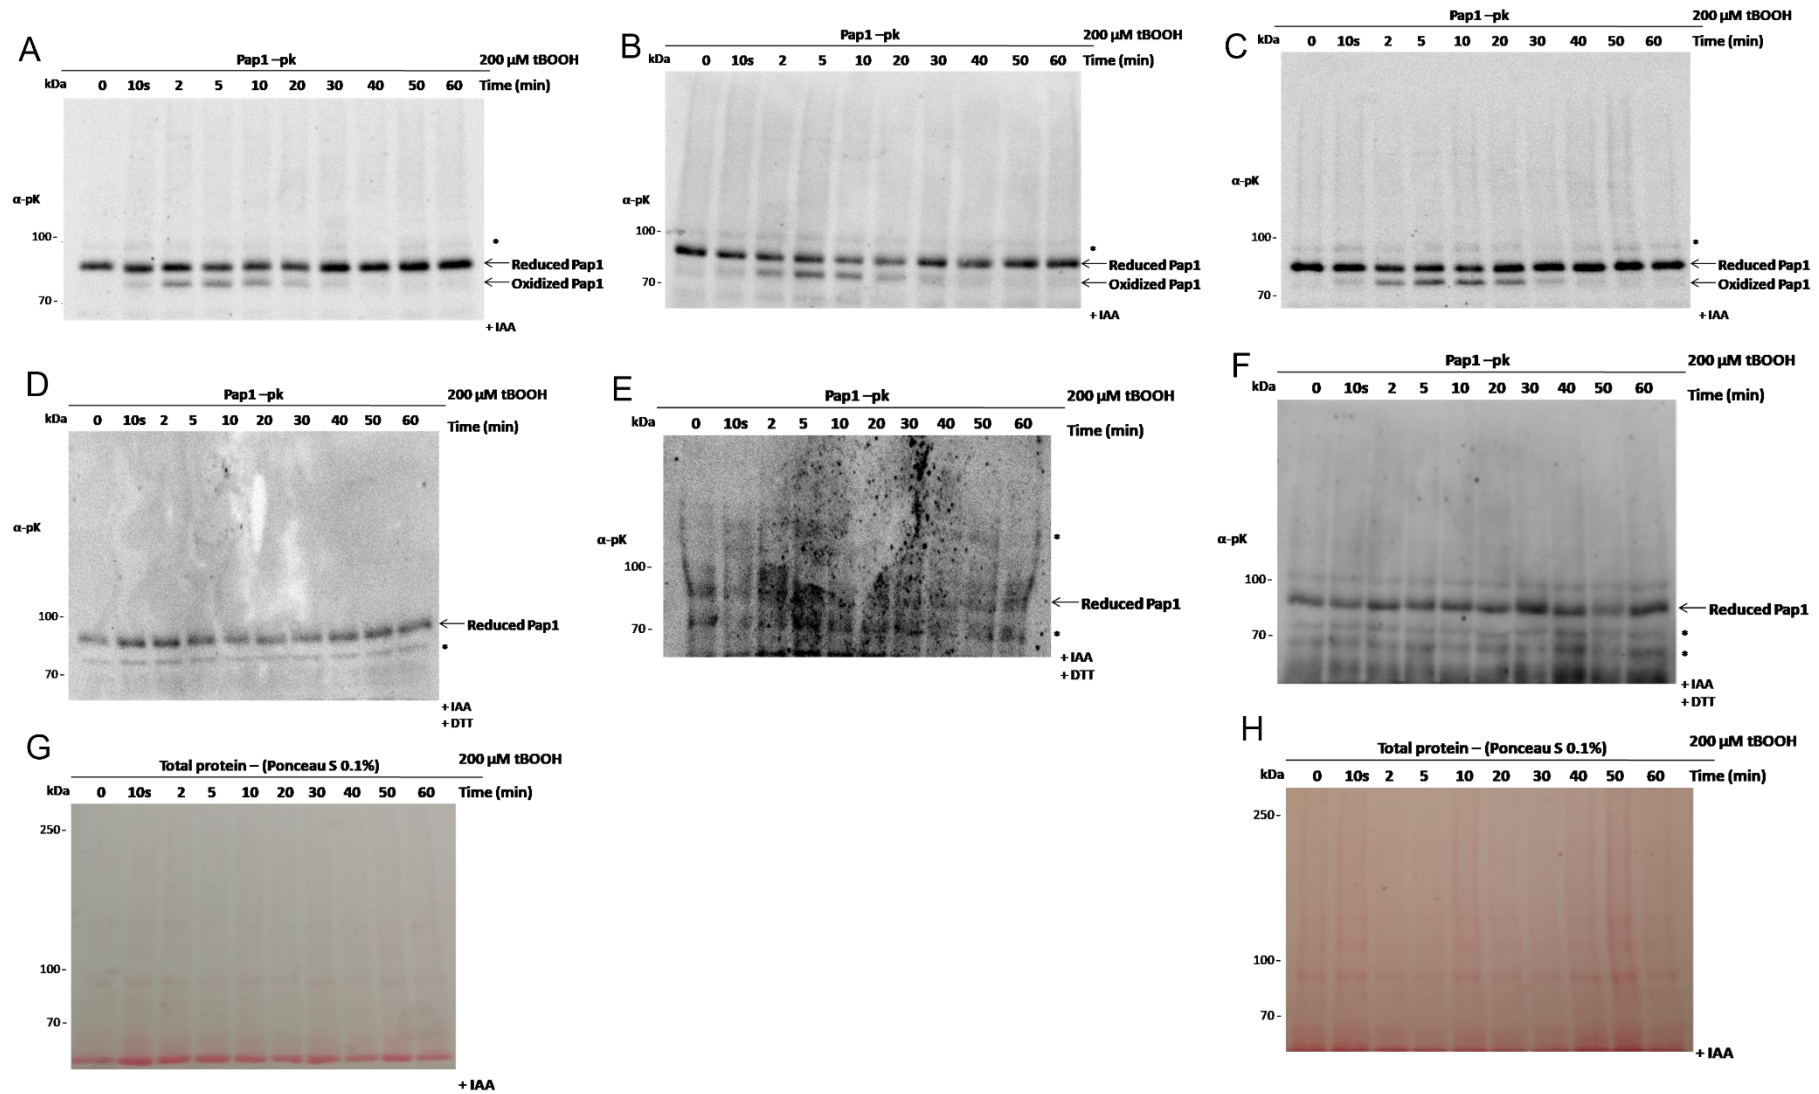 A
Pap1 –pk
200 µM tBOOH
kDa 0 10s 2 5 10 20 30 40 50 60 Time (min)
α-pK
100-
*
Reduced Pap1
Oxidized Pap1
70-
+ IAA
B
Pap1 –pk
200 µM tBOOH
kDa 0 10s 2 5 10 20 30 40 50 60 Time (min)
α-pK
100-
*
Reduced Pap1
70-
Oxidized Pap1
+ IAA
C
Pap1 –pk
200 µM tBOOH
kDa 0 10s 2 5 10 20 30 40 50 60 Time (min)
α-pK
100-
*
Reduced Pap1
Oxidized Pap1
70-
+ IAA
D
Pap1 –pk
200 µM tBOOH
kDa 0 10s 2 5 10 20 30 40 50 60 Time (min)
α-pK
100-
Reduced Pap1
*
70-
+ IAA
+ DTT
E
Pap1 –pk
200 µM tBOOH
kDa 0 10s 2 5 10 20 30 40 50 60 Time (min)
α-pK
*
100-
Reduced Pap1
70-
*
+ IAA
+ DTT
F
Pap1 –pk
200 µM tBOOH
kDa 0 10s 2 5 10 20 30 40 50 60 Time (min)
α-pK
100-
Reduced Pap1
70-
*
*
+ IAA
+ DTT
G
Total protein – (Ponceau S 0.1%)
200 µM tBOOH
kDa 0 10s 2 5 10 20 30 40 50 60 Time (min)
250-
100-
70-
+ IAA
H
Total protein – (Ponceau S 0.1%)
200 µM tBOOH
kDa 0 10s 2 5 10 20 30 40 50 60 Time (min)
250-
100-
70-
+ IAA